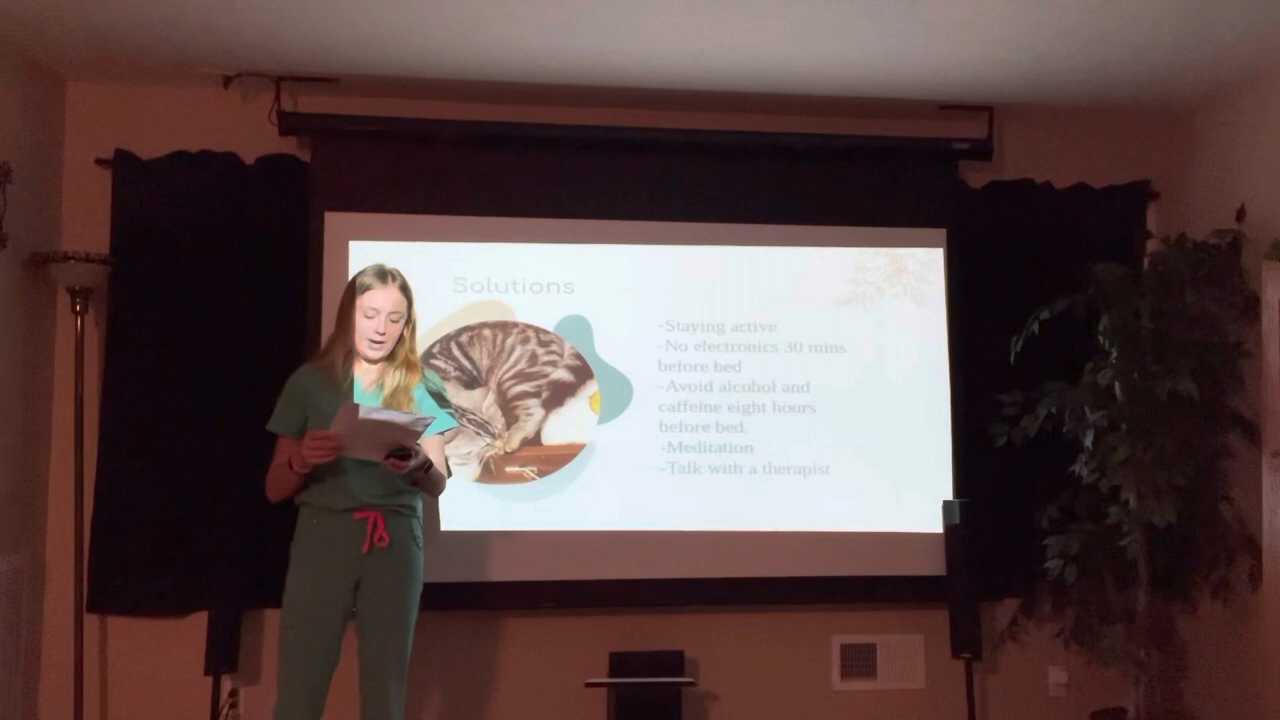 Solutions
-Staying active
-No electronics 30 mins
before bed
-Avoid alcohol and
caffeine eight hours
before bed.
-Meditation
-Talk with a therapist